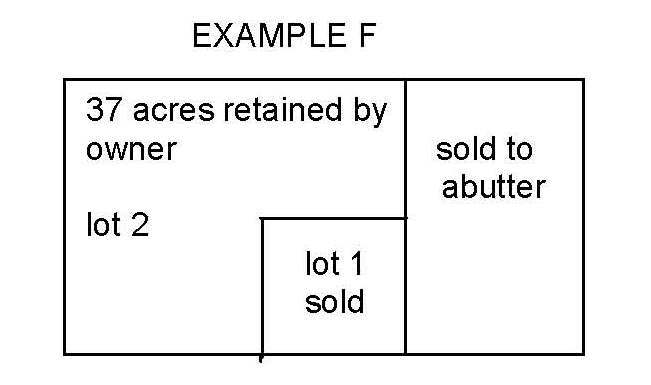 EXAMPLE F
37 acres retained by
owner
lot 2
sold to
abutter
lot 1
sold